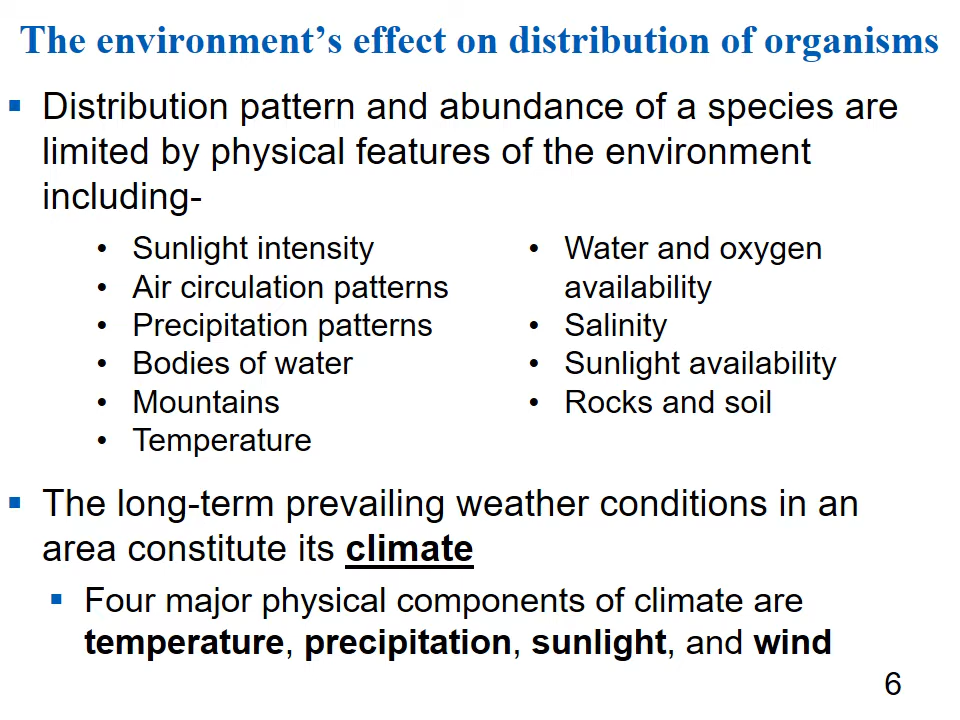 The environment’s effect on distribution of organisms
▪ Distribution pattern and abundance of a species are
limited by physical features of the environment
including-
• Sunlight intensity
• Air circulation patterns
• Precipitation patterns
• Bodies of water
• Mountains
• Temperature
• Water and oxygen
availability
• Salinity
• Sunlight availability
• Rocks and soil
▪ The long-term prevailing weather conditions in an
area constitute its climate
▪ Four major physical components of climate are
temperature, precipitation, sunlight, and wind
6